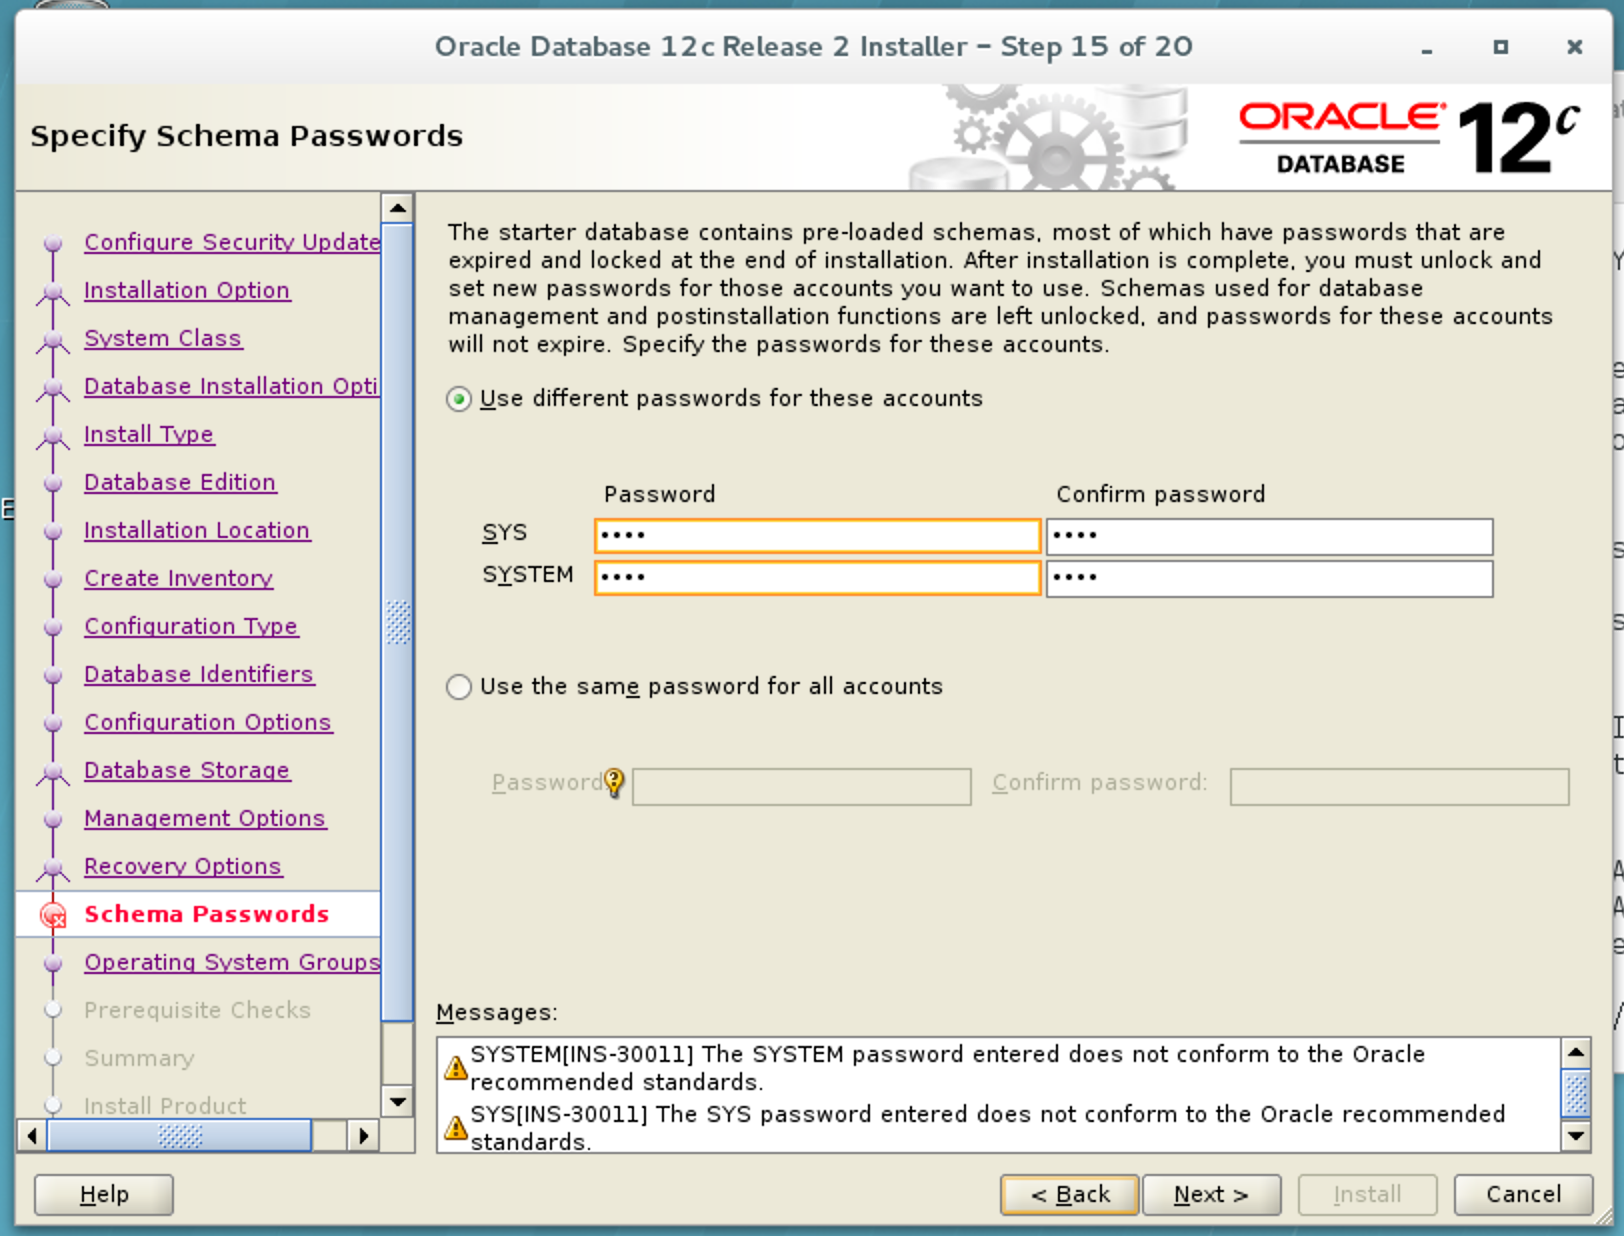 Oracle Database 12c Release 2 Installer – Step 15 of 20
Specify Schema Passwords
ORACLE
DATABASE
12c
Configure Security Update
Installation Option
System Class
Database Installation Opti
Install Type
Database Edition
Installation Location
Create Inventory
Configuration Type
Database Identifiers
Configuration Options
Database Storage
Management Options
Recovery Options
Schema Passwords
Operating System Groups
Prerequisite Checks
Summary
Install Product
The starter database contains pre-loaded schemas, most of which have passwords that are
expired and locked at the end of installation. After installation is complete, you must unlock and
set new passwords for those accounts you want to use. Schemas used for database
management and postinstallation functions are left unlocked, and passwords for these accounts
will not expire. Specify the passwords for these accounts.
Use different passwords for these accounts
Password Confirm password
SYS •••• ••••
SYSTEM •••• ••••
Use the same password for all accounts
Password Confirm password:
Messages:
SYSTEM[INS-30011] The SYSTEM password entered does not conform to the Oracle
recommended standards.
SYS[INS-30011] The SYS password entered does not conform to the Oracle recommended
standards.
Help
< Back
Next >
Install
Cancel